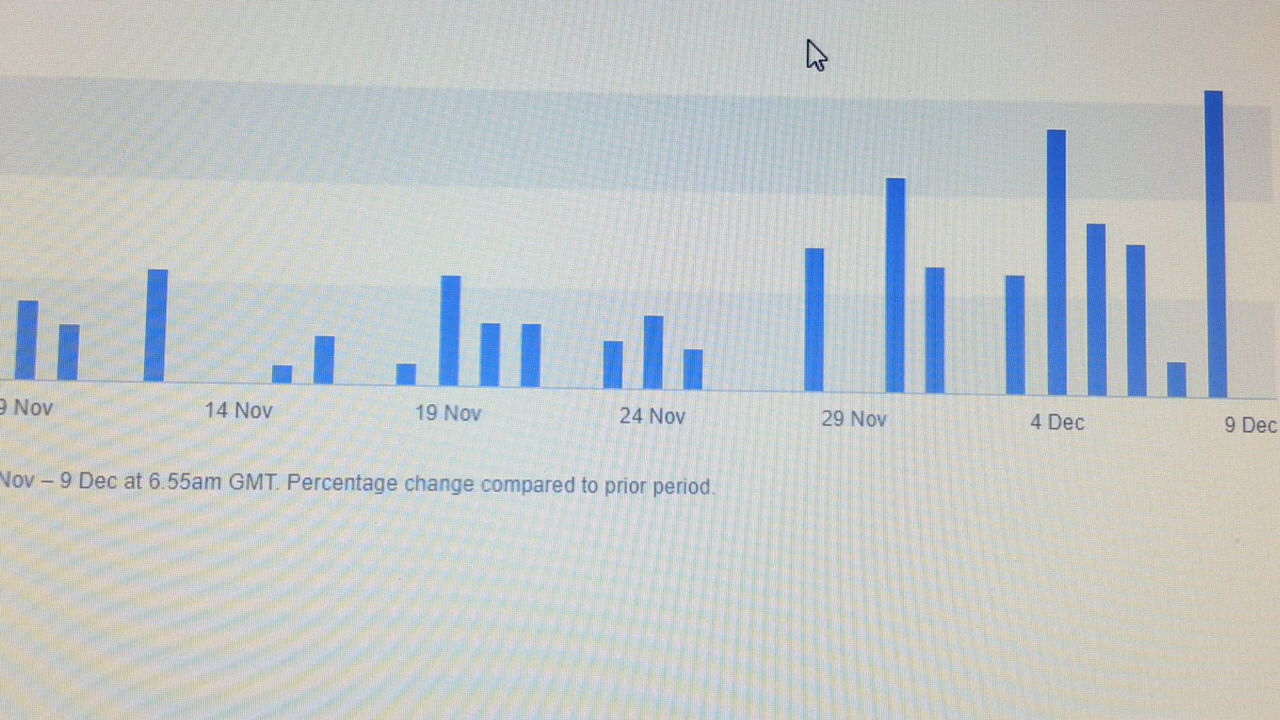 9 Nov 14 Nov 19 Nov 24 Nov 29 Nov 4 Dec 9 Dec
Nov – 9 Dec at 6.55am GMT. Percentage change compared to prior period.